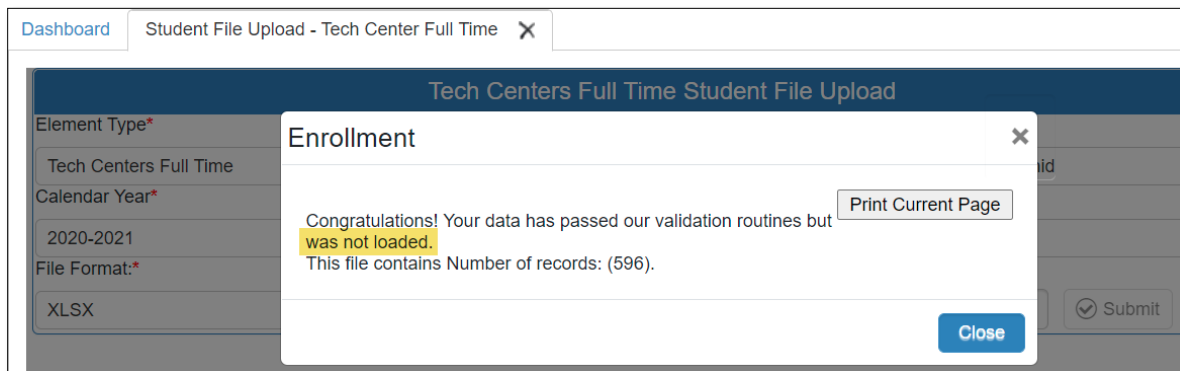 Dashboard
Student File Upload - Tech Center Full Time
Tech Centers Full Time Student File Upload
Element Type*
Enrollment
Tech Centers Full Time
Calendar Year*
Print Current Page
Congratulations! Your data has passed our validation routines but
was not loaded.
2020-2021
This file contains Number of records: (596).
File Format:*
XLSX
Submit
Close